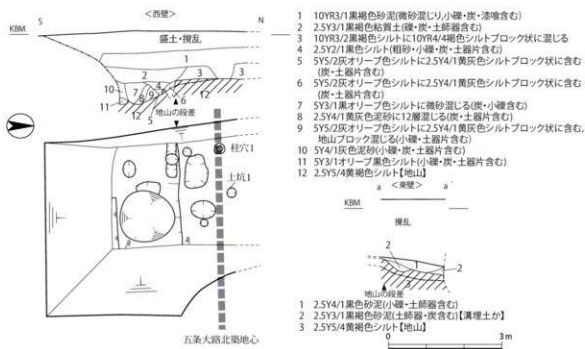 <西壁>
S
N
KBM
盛土・撹乱
1
2
3
3
10
11
7
8
9
4
6
12
12
12
5
地山の段差
柱穴1
土坑1
五条大路北築地心
1 10YR3/1黒褐色砂泥(微砂混じり,小礫・炭・漆喰含む)
2 2.5Y3/1黒褐色粘質土(礫・炭・土師器含む)
3 10YR3/2黒褐色シルトに10YR4/4褐色シルトブロック状に混じる
4 2.5Y2/1黒色シルト(粗砂・小礫・炭・土器片含む)
5 5Y5/2灰オリーブ色シルトに2.5Y4/1黄灰色シルトブロック状に含む
(炭・土器片含む)
6 5Y5/2灰オリーブ色シルトに2.5Y4/1黄灰色シルトブロック状に含む
(炭・土器片含む)
7 5Y3/1黒オリーブ色シルトに微砂混じる(炭・小礫含む)
8 2.5Y4/1黄灰色泥砂に12層混じる(炭・土器片含む)
9 5Y5/2灰オリーブ色シルトに2.5Y4/1黄灰色シルトブロック状に含む,
地山ブロック混じる(小礫・土器片含む)
10 5Y4/1灰色泥砂(小礫・炭・土器片含む)
11 5Y3/1オリーブ黒色シルト(小礫・炭・土器片含む)
12 2.5Y5/4黄褐色シルト【地山】
<東壁>
a
a'
KBM
撹乱
1
2
2
3
地山の段差
1 2.5Y4/1黒色砂泥(小礫・土師器含む)
2 2.5Y3/1黒褐色砂泥(土師器・炭含む)【溝埋土か】
3 2.5Y5/4黄褐色シルト【地山】
0
3m